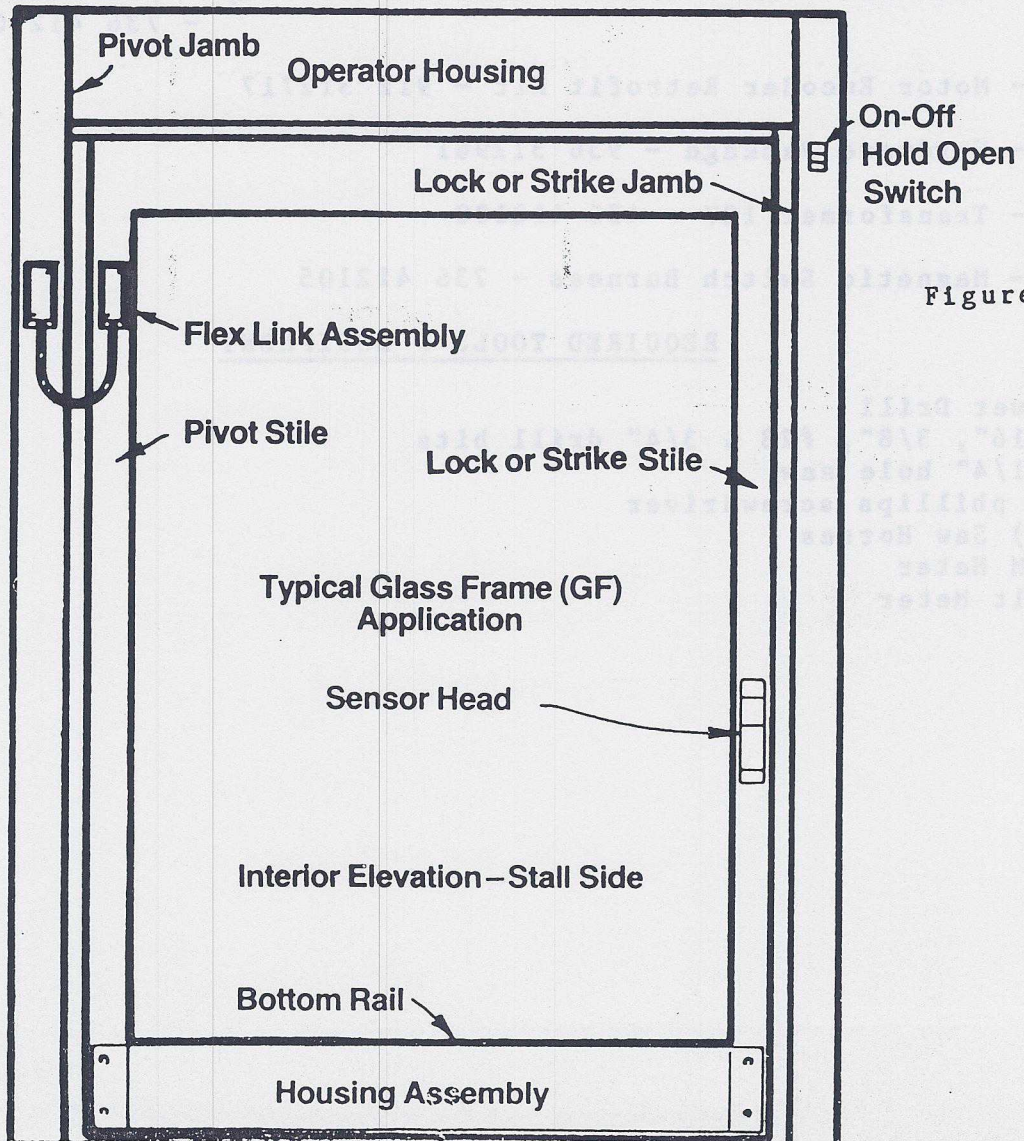 Pivot Jamb
Operator Housing
On-Off
Hold Open
Switch
Lock or Strike Jamb
Figure
Flex Link Assembly
Pivot Stile
Lock or Strike Stile
Typical Glass Frame (GF)
Application
Sensor Head
Interior Elevation–Stall Side
Bottom Rail
Housing Assembly